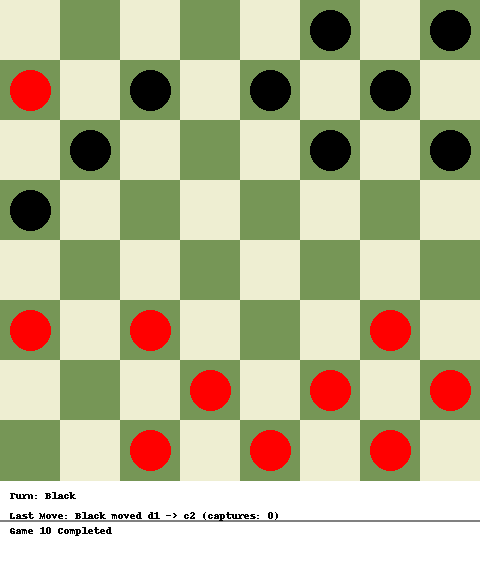 Turn: Black
Last Move: Black moved d1 -> c2 (captures: 0)
Game 10 Completed